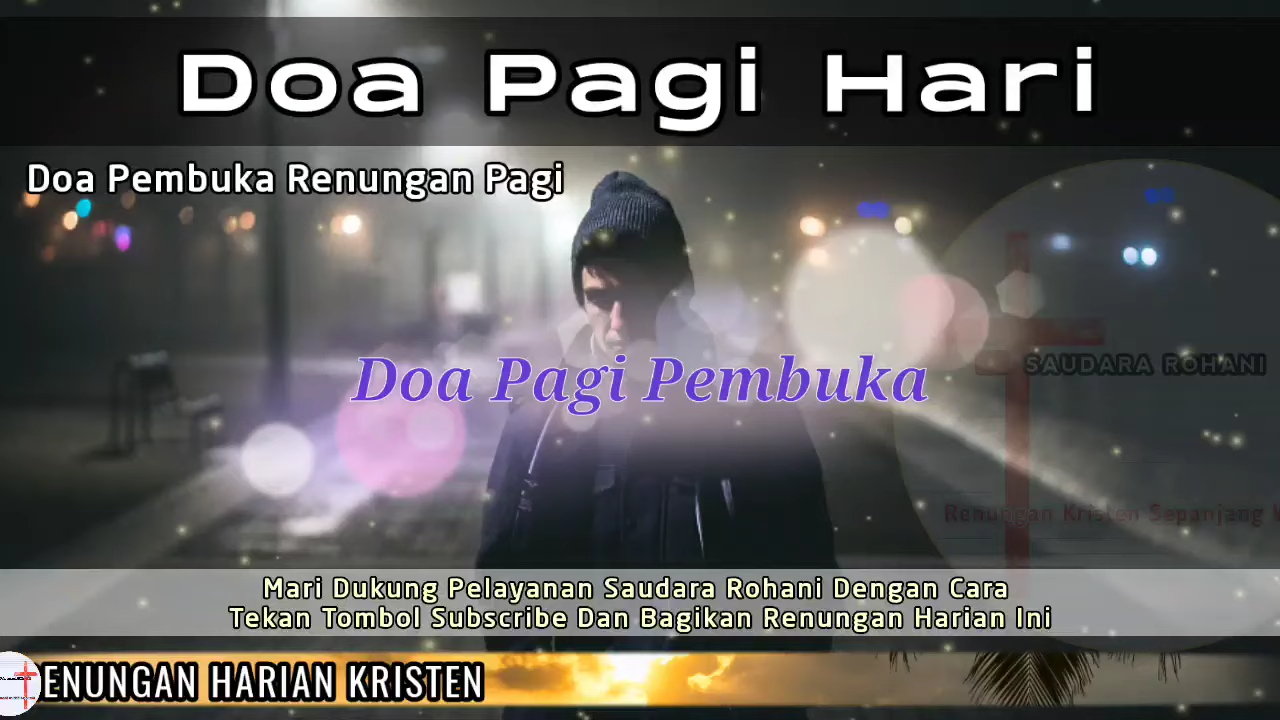 Doa Pagi Hari
Doa Pembuka Renungan Pagi
Doa Pagi Pembuka
SAUDARA ROHANI
Renungan Kristen Sepanjang
Mari Dukung Pelayanan Saudara Rohani Dengan Cara
Tekan Tombol Subscribe Dan Bagikan Renungan Harian Ini
ENUNGAN HARIAN KRISTEN